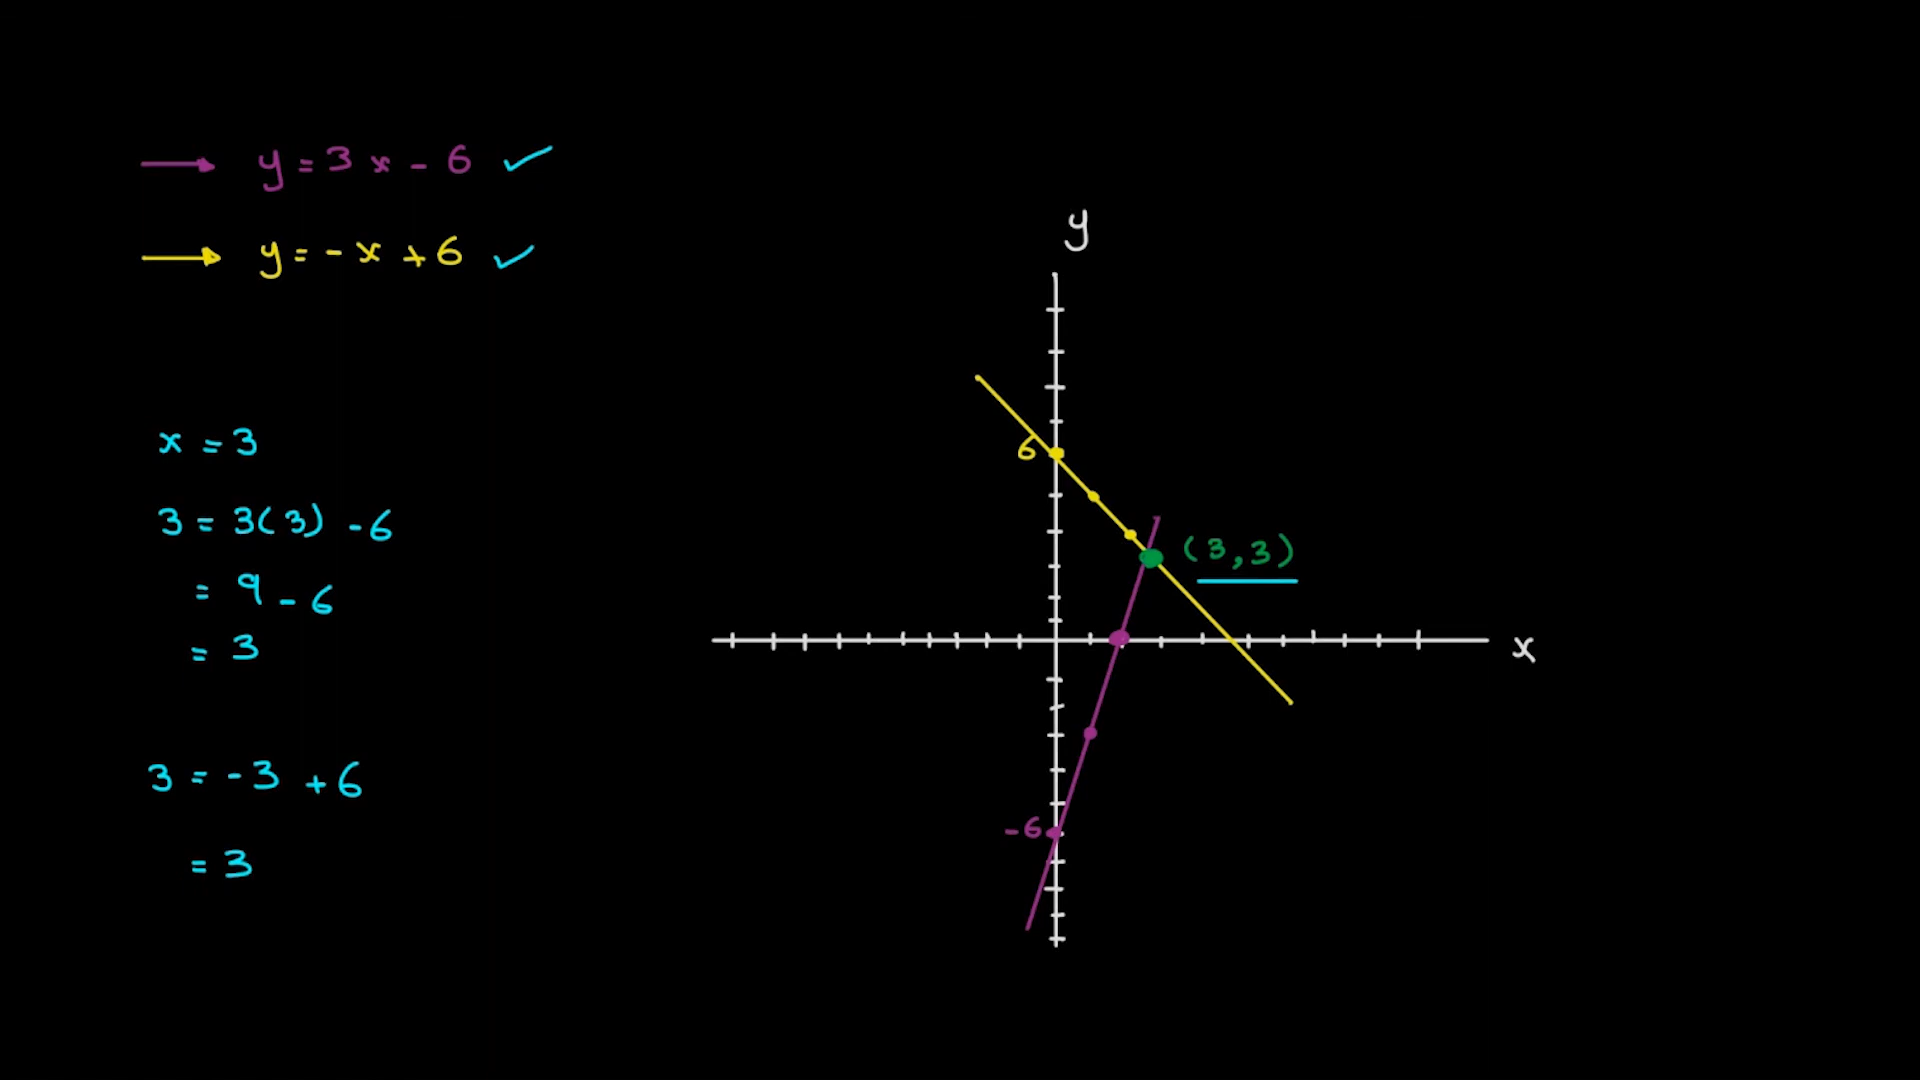 y = 3x - 6
y = -x + 6
x = 3
3 = 3(3) - 6
= 9 - 6
= 3
3 = -3 + 6
= 3
y
6
(3,3)
x
-6